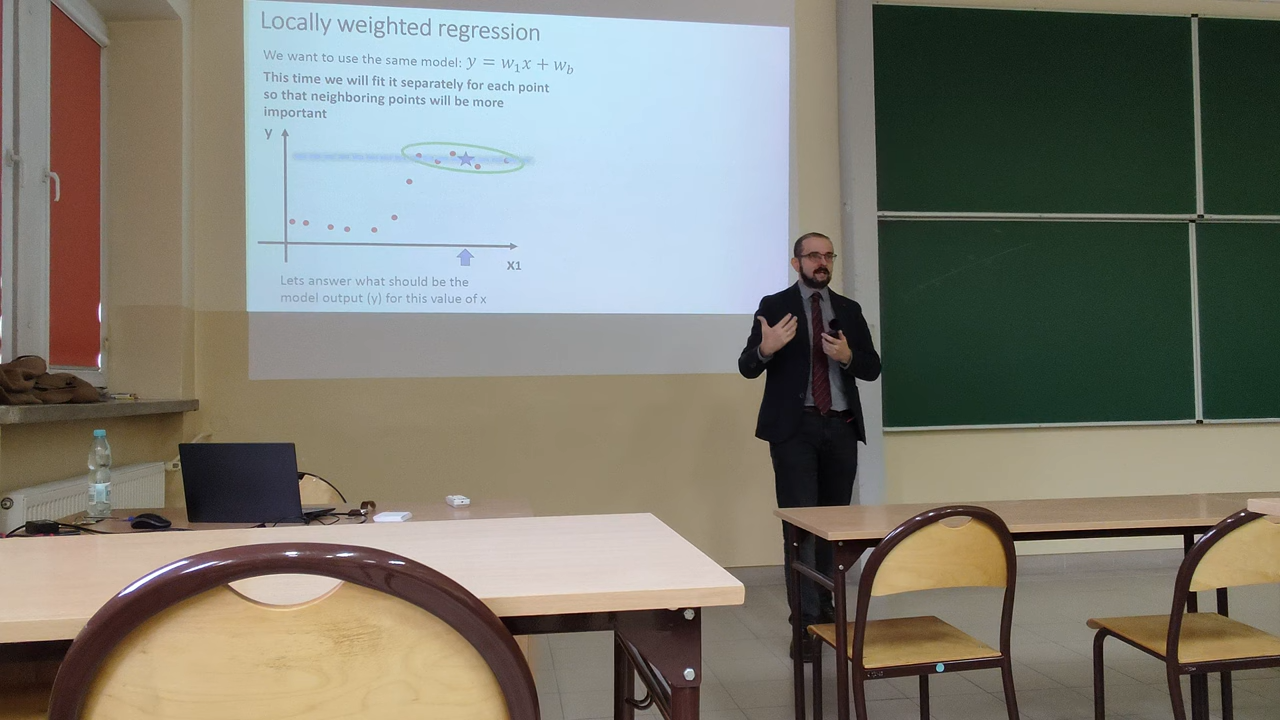 Locally weighted regression
We want to use the same model: y = w₁x + w_b
This time we will fit it separately for each point
so that neighboring points will be more
important
y
X1
Lets answer what should be the
model output (y) for this value of x